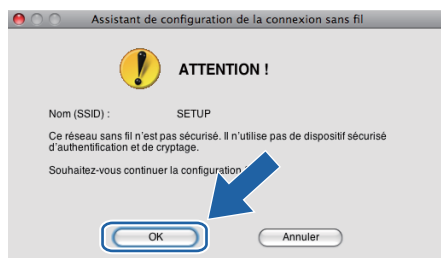 Assistant de configuration de la connexion sans fil
ATTENTION !
Nom (SSID) : SETUP
Ce réseau sans fil n'est pas sécurisé. Il n'utilise pas de dispositif sécurisé
d'authentification et de cryptage.
Souhaitez-vous continuer la configuration
OK Annuler